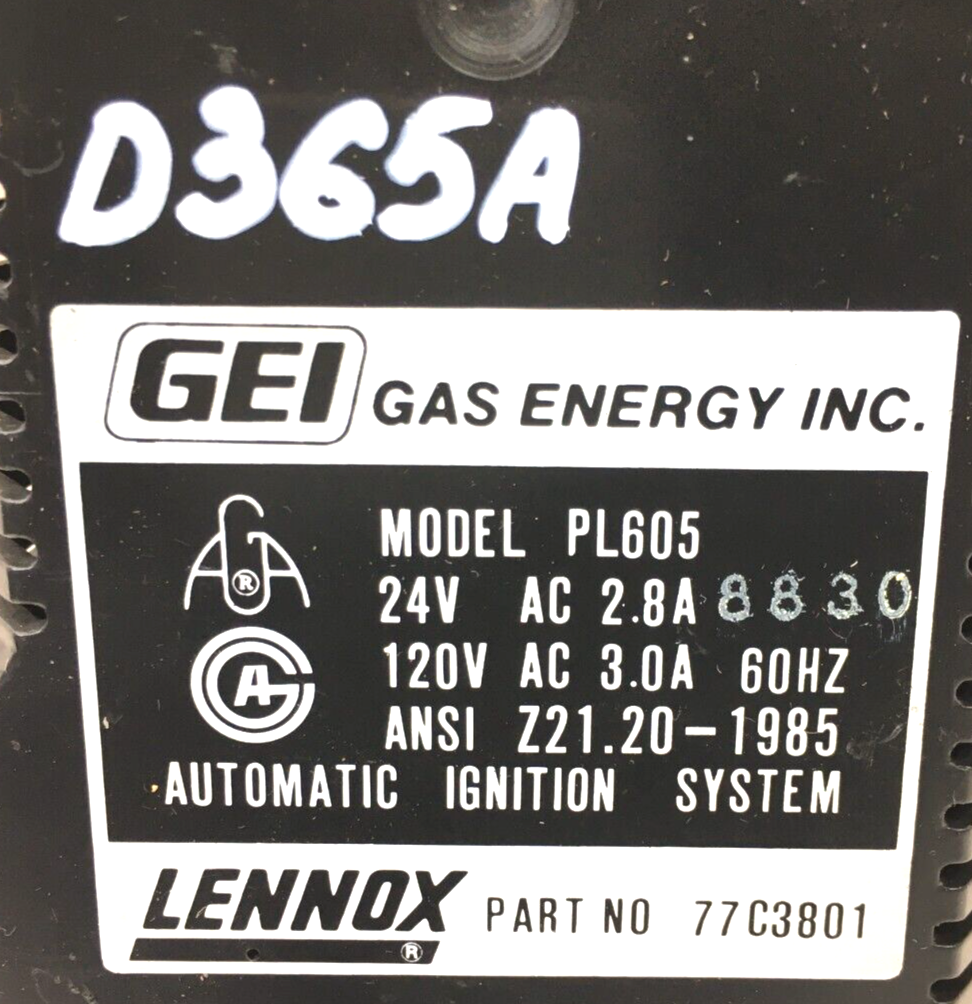 D365A
GEI GAS ENERGY INC.
MODEL PL605
24V AC 2.8A 8830
120V AC 3.0A 60HZ
ANSI Z21.20-1985
AUTOMATIC IGNITION SYSTEM
LENNOX ® PART NO 77C3801